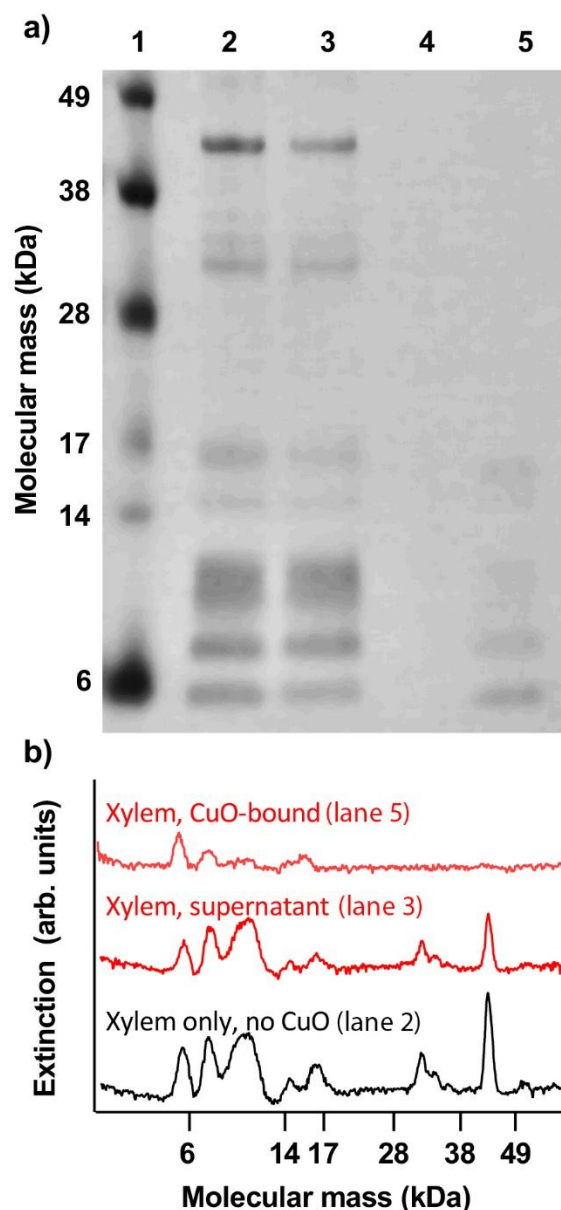 a)
1 2 3 4 5
49
38
28
17
14
6
Molecular mass (kDa)
b)
Xylem, CuO-bound (lane 5)
Xylem, supernatant (lane 3)
Xylem only, no CuO (lane 2)
Extinction (arb. units)
6 14 17 28 38 49
Molecular mass (kDa)